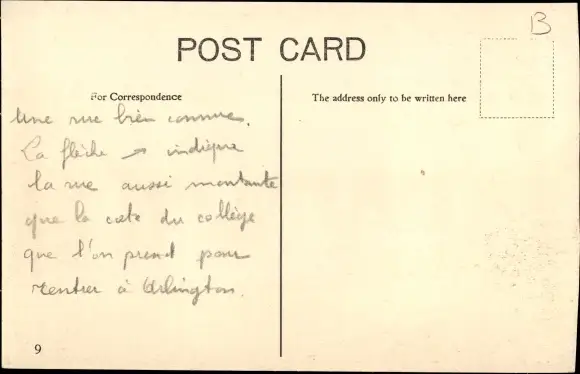 B
POST CARD
For Correspondence
The address only to be written here
Une rue bien connue.
La flèche → indique
la rue aussi montante
que la cote du collège
que l'on prend pour
rentrer à Arlington.
9